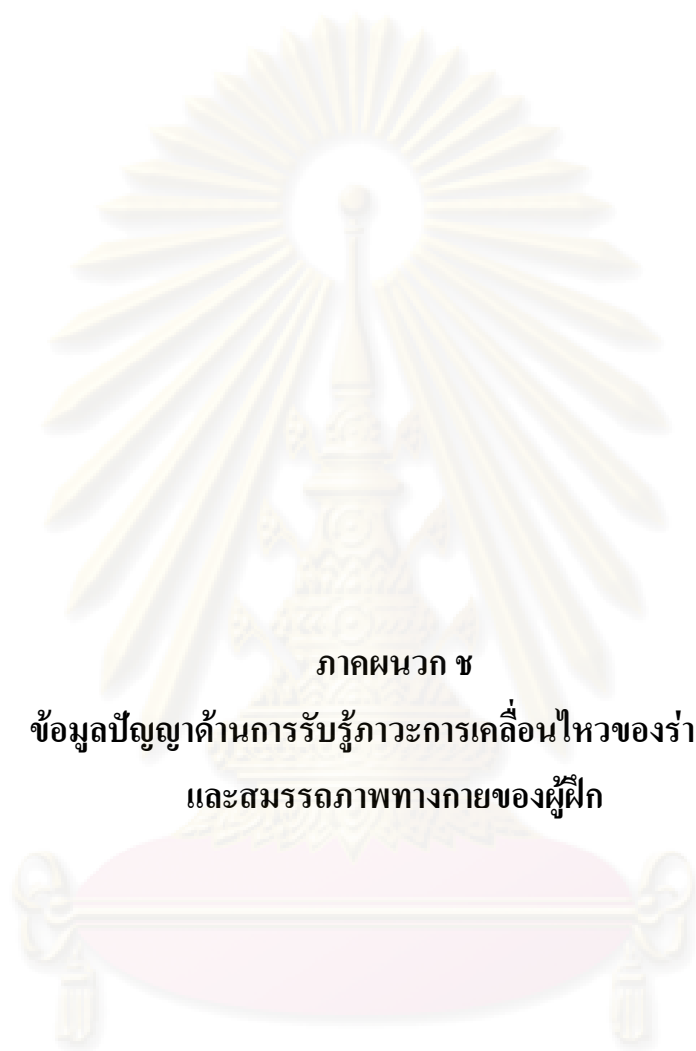 ภาคผนวก ช
ข้อมูลปัญญาด้านการรับรู้ภาวะการเคลื่อนไหวของร่า
และสมรรถภาพทางกายของผู้ฝึก